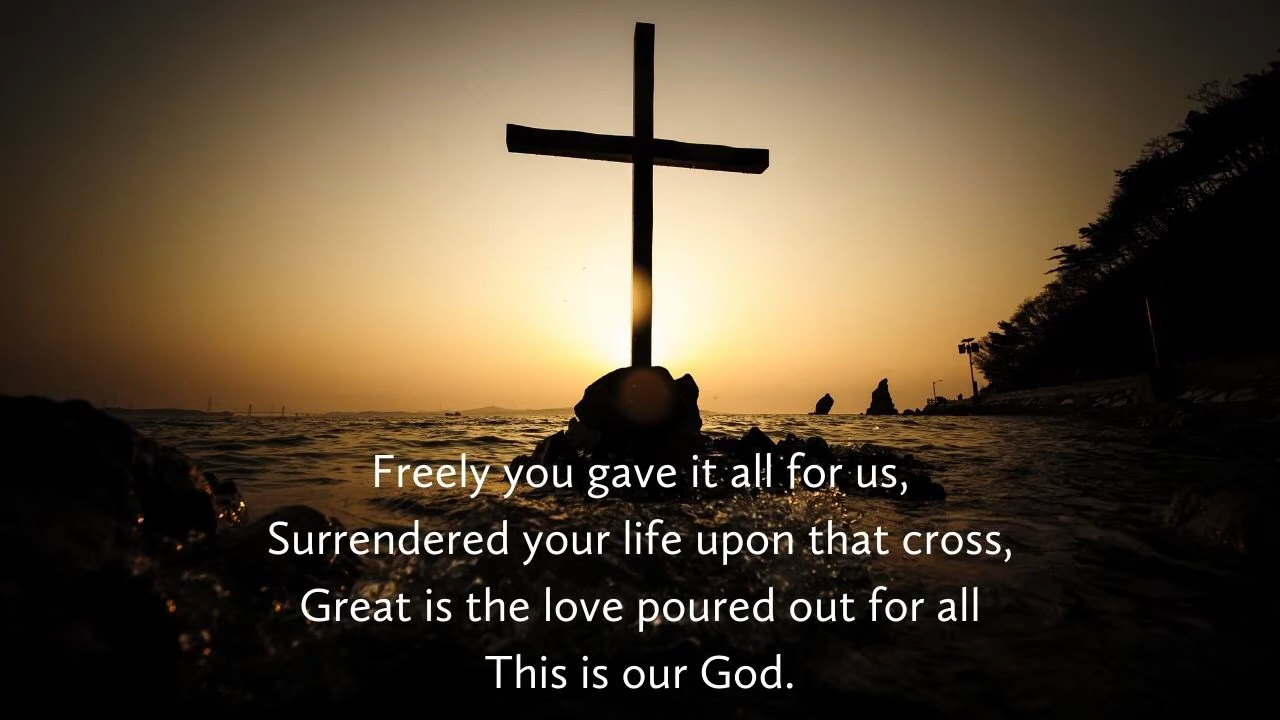 Freely you gave it all for us,
Surrendered your life upon that cross,
Great is the love poured out for all
This is our God.